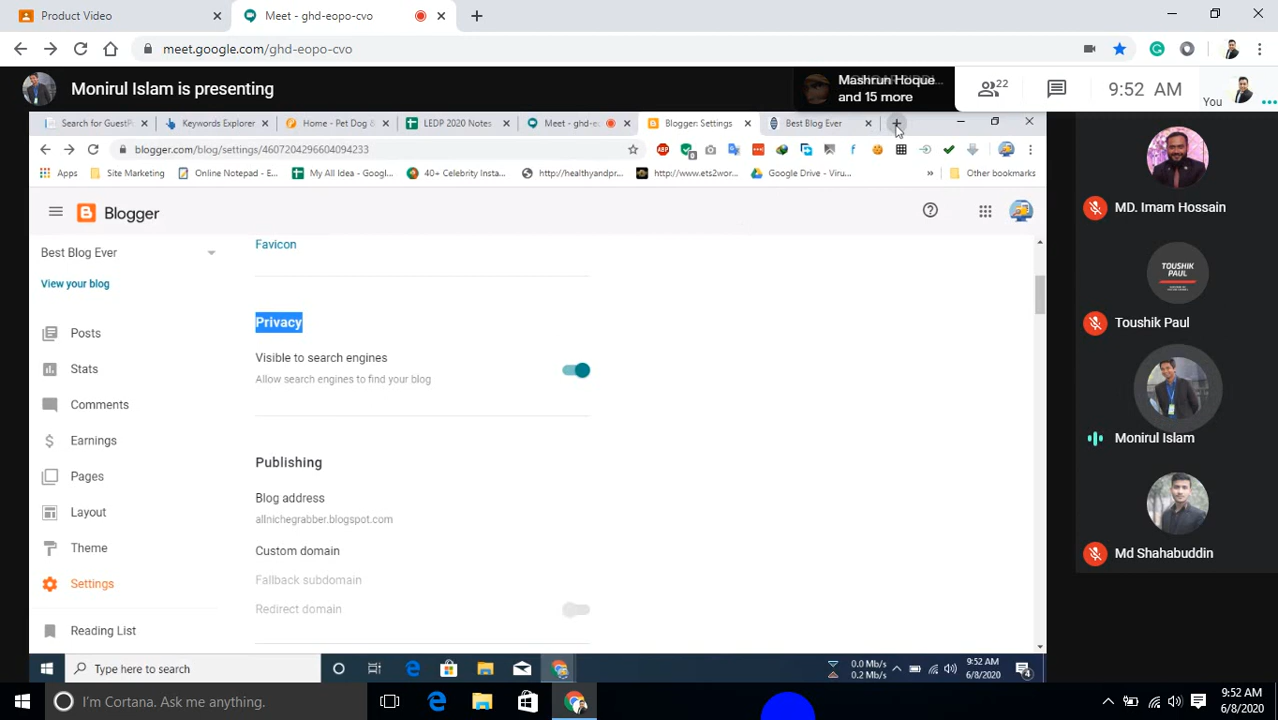 Product Video
Meet - ghd-eopo-cvo
meet.google.com/ghd-eopo-cvo
Monirul Islam is presenting
Mashrun Hoque
and 15 more
22
9:52 AM
You
Search for GuestP
Keywords Explorer
Home - Pet Dog &
LEDP 2020 Notes
Meet - ghd-e
Blogger: Settings
Best Blog Ever
blogger.com/blog/settings/4607204296604094233
ABP
0
Apps
Site Marketing
Online Notepad - E...
My All Idea - Googl...
40+ Celebrity Insta...
http://healthyandpr...
http://www.ets2wor...
Google Drive - Viru...
»
Other bookmarks
Blogger
Best Blog Ever
View your blog
Posts
Stats
Comments
Earnings
Pages
Layout
Theme
Settings
Reading List
Favicon
Privacy
Visible to search engines
Allow search engines to find your blog
Publishing
Blog address
allnichegrabber.blogspot.com
Custom domain
Fallback subdomain
Redirect domain
MD. Imam Hossain
TOUSHIK
PAUL
Toushik Paul
Monirul Islam
Md Shahabuddin
Type here to search
0.0 Mb/s
0.2 Mb/s
9:52 AM
6/8/2020
4
I'm Cortana. Ask me anything.
9:52 AM
6/8/2020